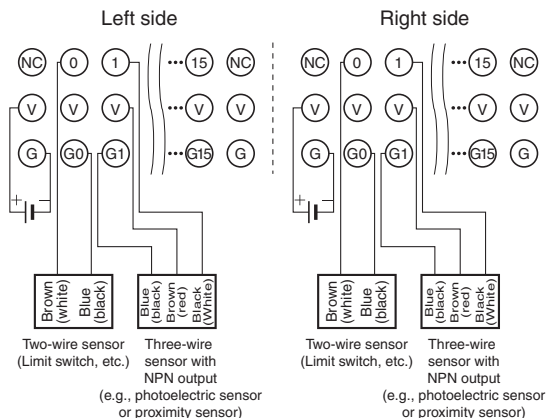 Left side
Right side
NC 0 1 ••• 15 NC
NC 0 1 ••• 15 NC
V V V ••• V V
V V V ••• V V
G G0 G1 ••• G15 G
G G0 G1 ••• G15 G
+ −
+ −
Brown
(white)
Blue
(black)
Blue
(black)
Brown
(red)
Black
(White)
Brown
(white)
Blue
(black)
Blue
(black)
Brown
(red)
Black
(White)
Two-wire sensor
(Limit switch, etc.)
Three-wire
sensor with
NPN output
(e.g., photoelectric sensor
or proximity sensor)
Two-wire sensor
(Limit switch, etc.)
Three-wire
sensor with
NPN output
(e.g., photoelectric sensor
or proximity sensor)